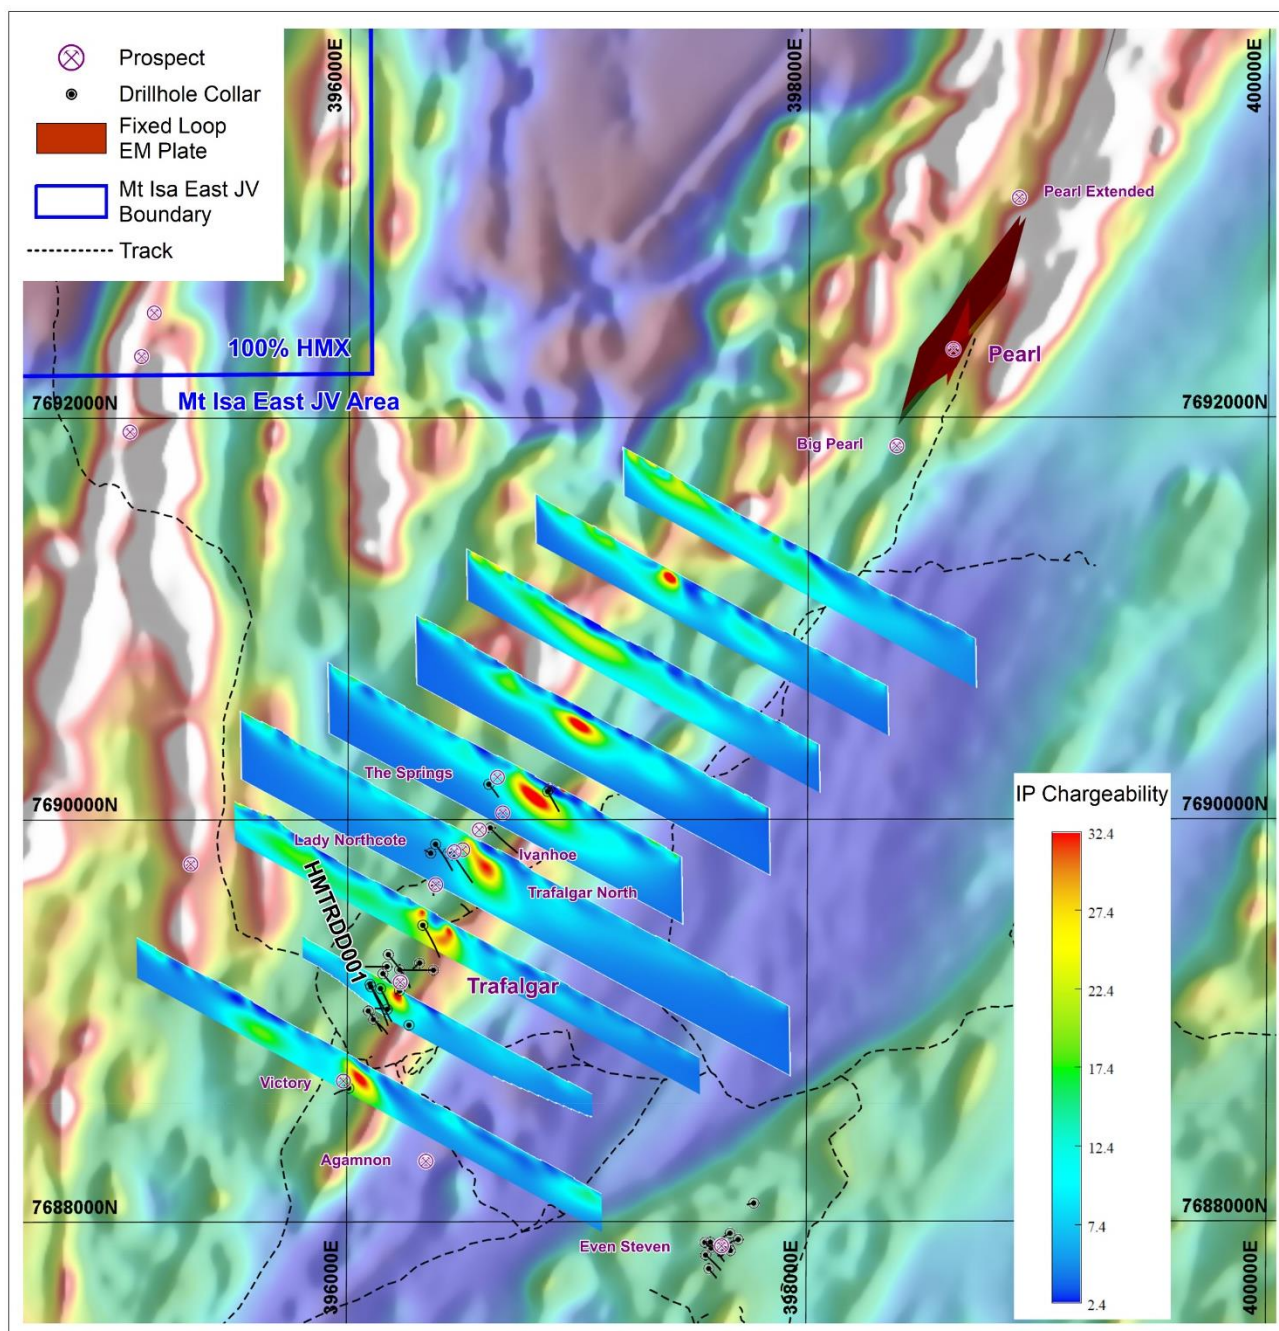 Prospect
Drillhole Collar
Fixed Loop
EM Plate
Mt Isa East JV
Boundary
Track
396000E
398000E
400000E
Pearl Extended
100% HMX
Pearl
Mt Isa East JV Area
7692000N
7692000N
Big Pearl
The Springs
IP Chargeability
7690000N
7690000N
32.4
Lady Northcote
Ivanhoe
HMTRDD001
Trafalgar North
27.4
Trafalgar
22.4
17.4
Victory
12.4
Agamnon
7688000N
7688000N
7.4
Even Steven
396000E
398000E
400000E
2.4